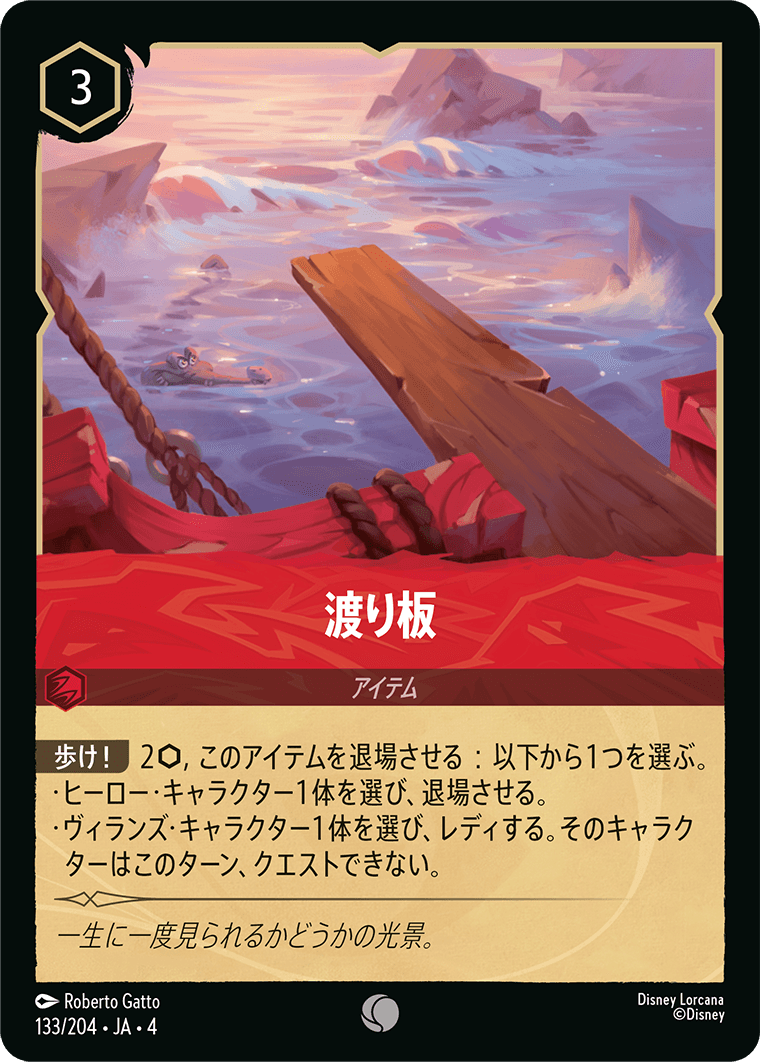 3
渡り板
アイテム
歩け! 2⬡, このアイテムを退場させる : 以下から1つを選ぶ。
・ヒーロー・キャラクター1体を選び、退場させる。
・ヴィランズ・キャラクター1体を選び、レディする。そのキャラク
ターはこのターン、クエストできない。
一生に一度見られるかどうかの光景。
Roberto Gatto
133/204 • JA • 4
Disney Lorcana
©Disney